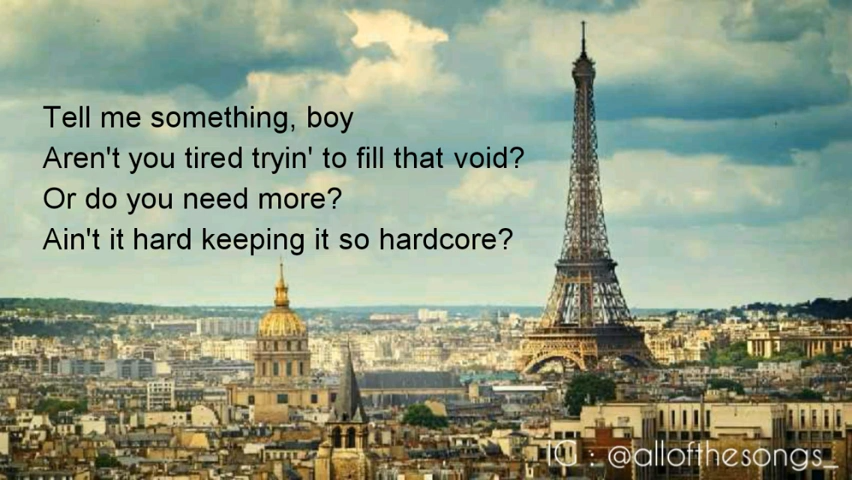 Tell me something, boy
Aren't you tired tryin' to fill that void?
Or do you need more?
Ain't it hard keeping it so hardcore?
IG : @allofthesongs_